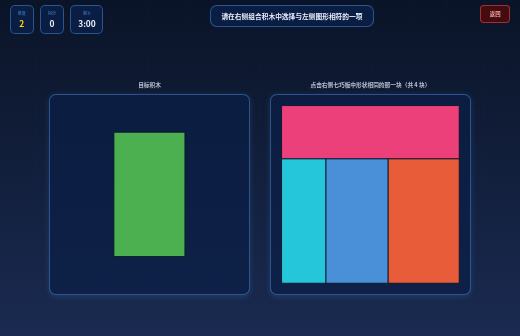 2
0
3:00
请在右侧组合积木中选择与左侧图形相符的一项
返回
目标积木
点击右侧七巧板中形状相同的那一块（共 4 块）